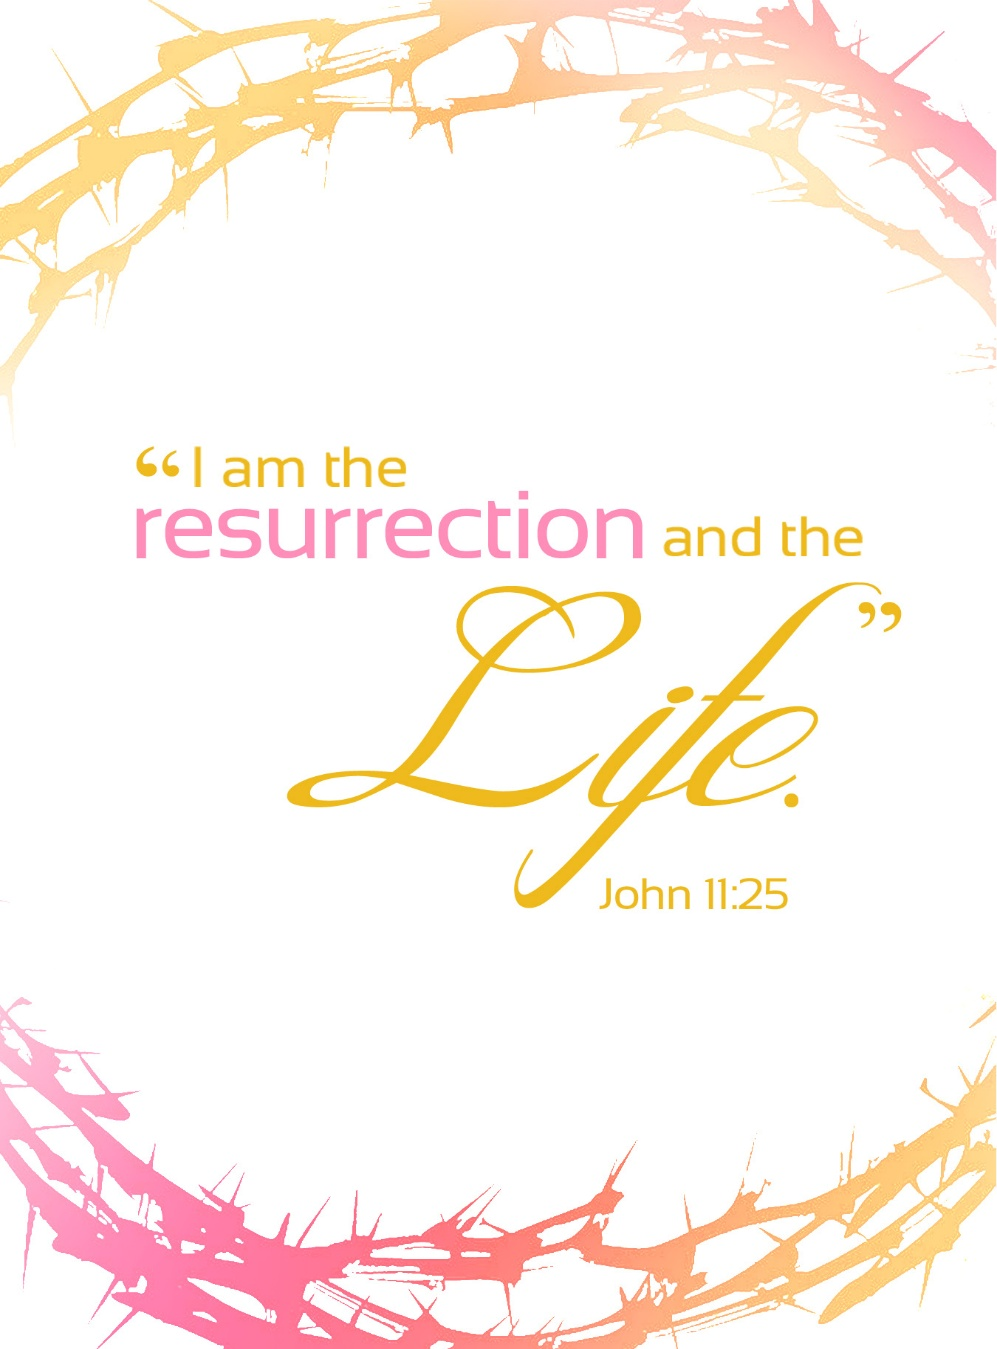 “I am the
resurrection and the
Life.”
John 11:25